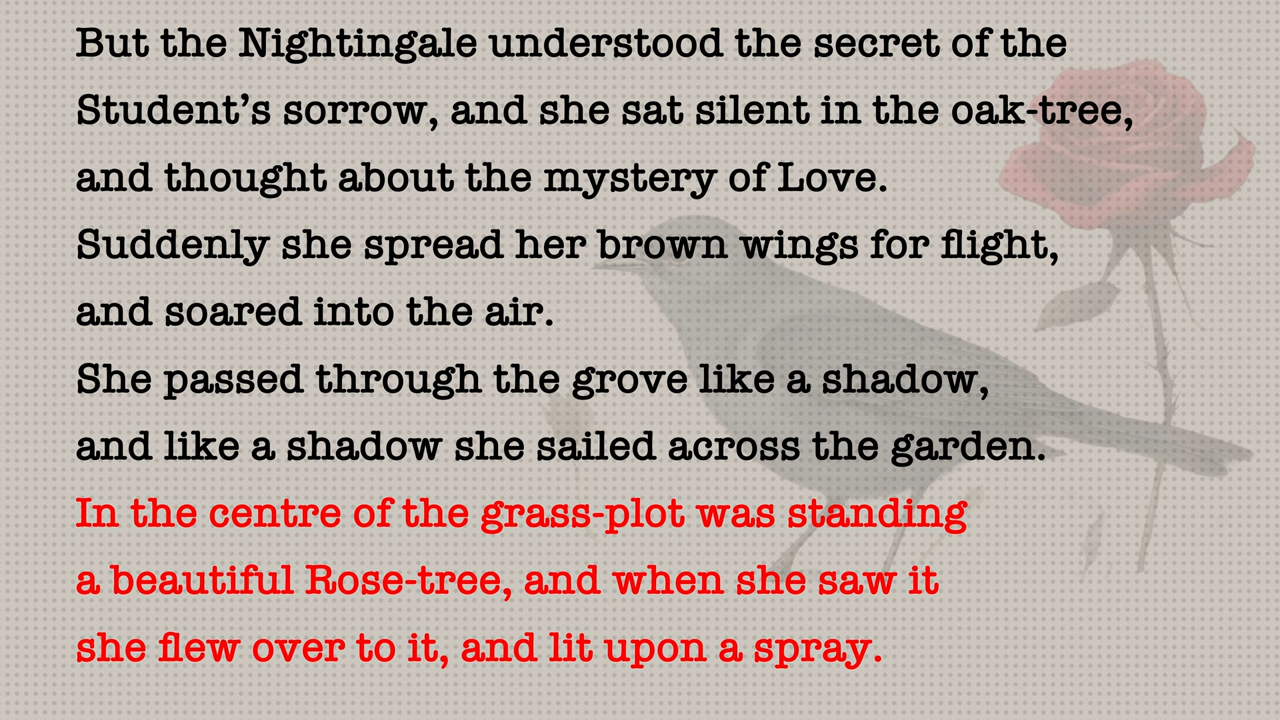 But the Nightingale understood the secret of the
Student’s sorrow, and she sat silent in the oak-tree,
and thought about the mystery of Love.
Suddenly she spread her brown wings for flight,
and soared into the air.
She passed through the grove like a shadow,
and like a shadow she sailed across the garden.
In the centre of the grass-plot was standing
a beautiful Rose-tree, and when she saw it
she flew over to it, and lit upon a spray.